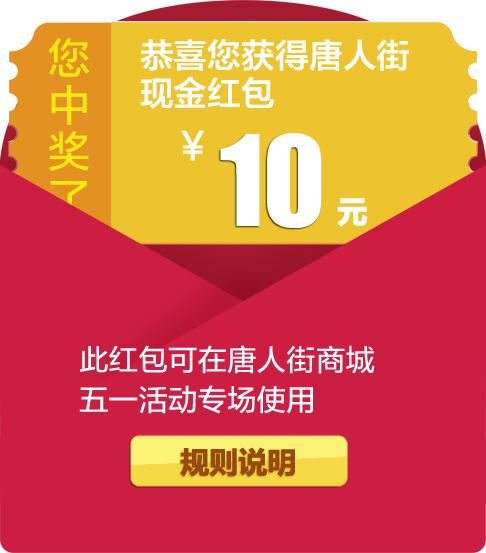 您中奖了
恭喜您获得唐人街
现金红包
￥10元
此红包可在唐人街商城
五一活动专场使用
规则说明